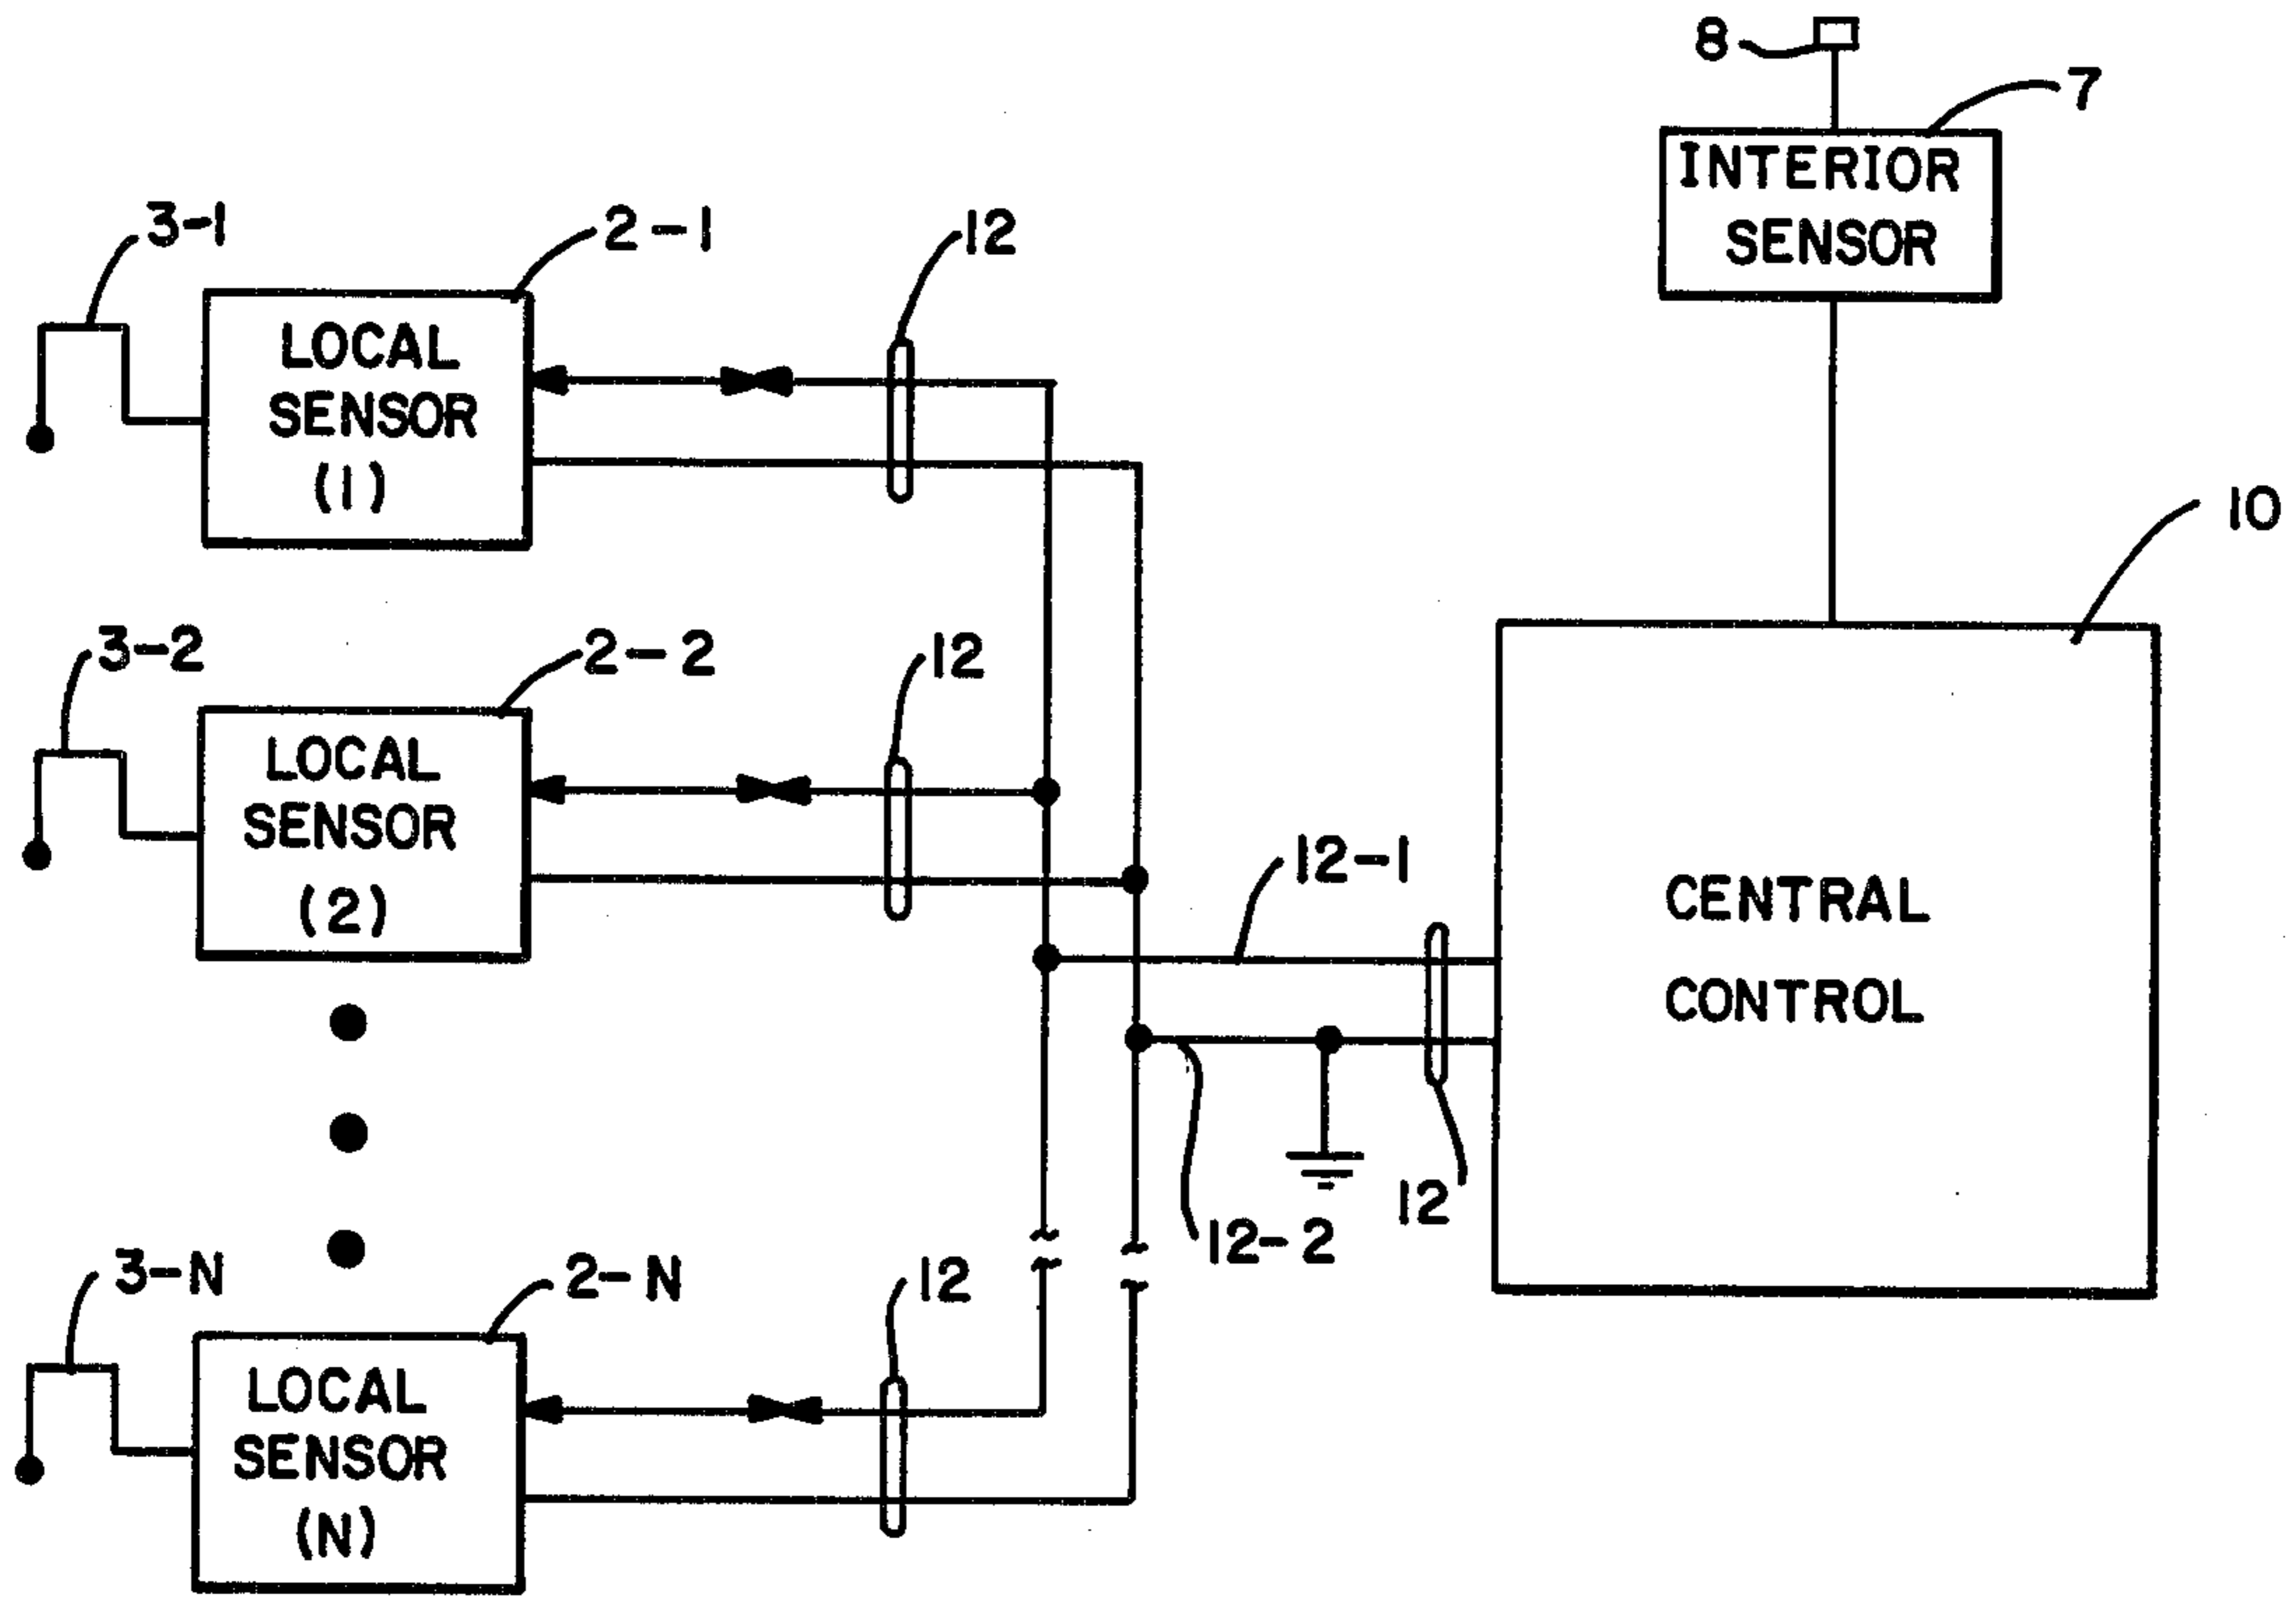 8
7
INTERIOR
SENSOR
3-1
2-1
12
LOCAL
SENSOR
(1)
10
3-2
2-2
12
LOCAL
SENSOR
(2)
12-1
CENTRAL
CONTROL
12
12-2
3-N
2-N
12
LOCAL
SENSOR
(N)